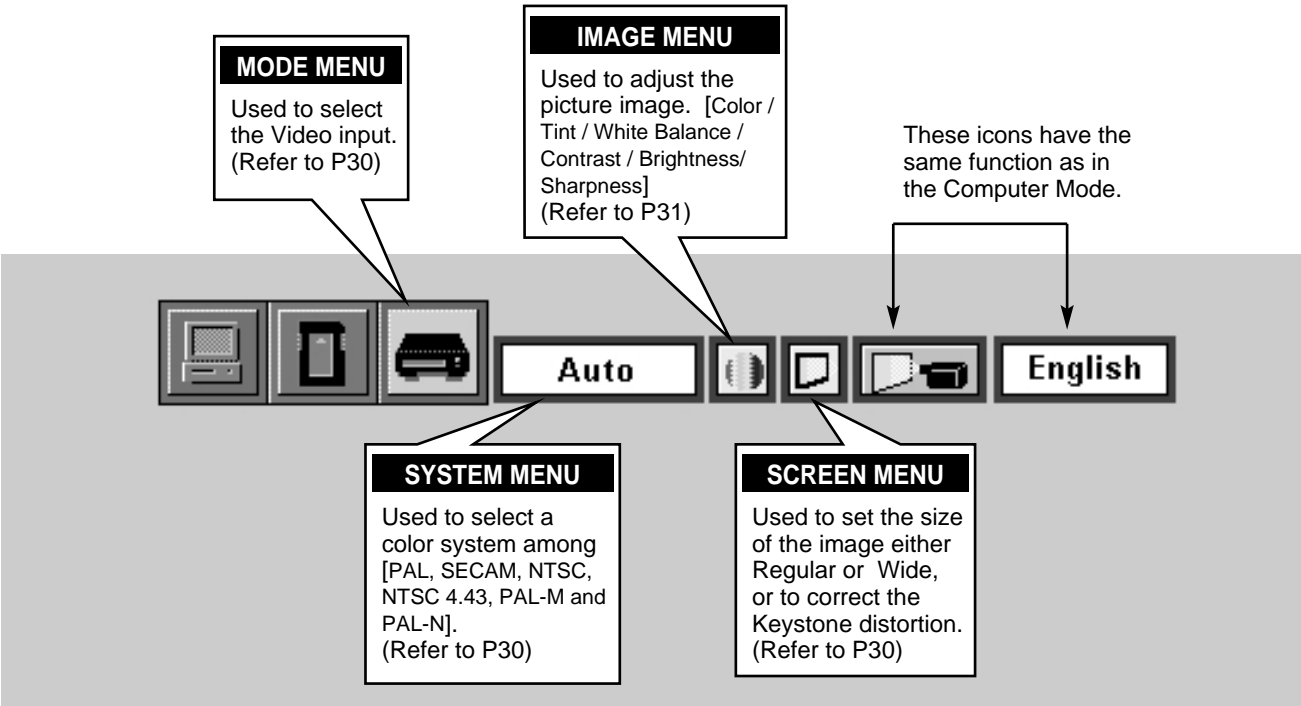 MODE MENU
Used to select
the Video input.
(Refer to P30)
IMAGE MENU
Used to adjust the
picture image. [Color /
Tint / White Balance /
Contrast / Brightness/
Sharpness]
(Refer to P31)
These icons have the
same function as in
the Computer Mode.
Auto
English
SYSTEM MENU
Used to select a
color system among
[PAL, SECAM, NTSC,
NTSC 4.43, PAL-M and
PAL-N].
(Refer to P30)
SCREEN MENU
Used to set the size
of the image either
Regular or Wide,
or to correct the
Keystone distortion.
(Refer to P30)